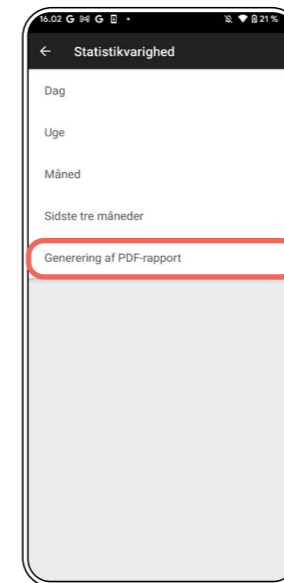 16.02 G M G
21 %
← Statistikvarighed
Dag
Uge
Måned
Sidste tre måneder
Generering af PDF-rapport